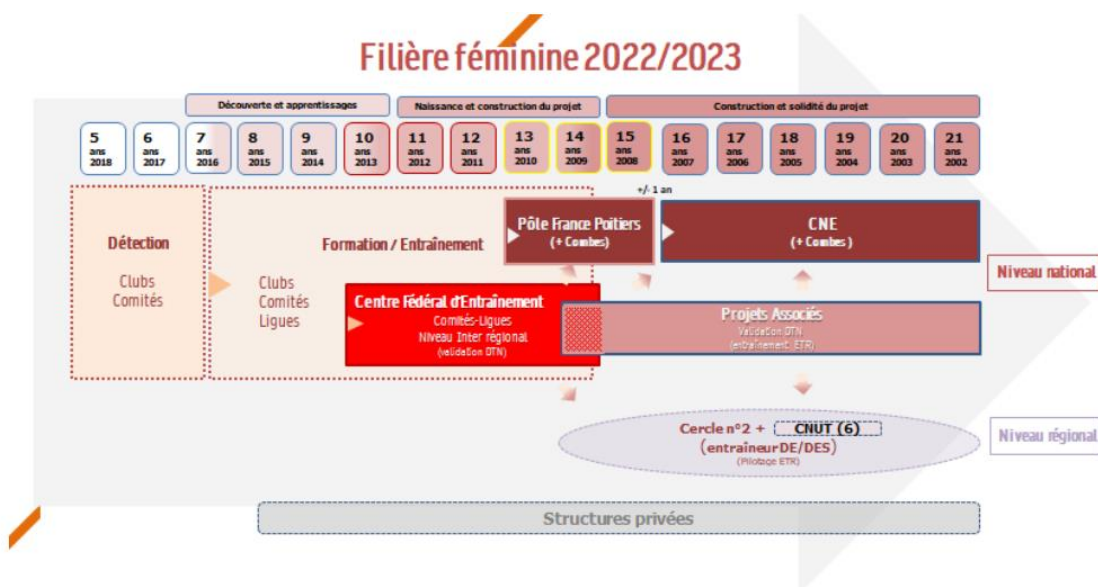 Filière féminine 2022/2023
Découverte et apprentissages
Naissance et construction du projet
Construction et solidité du projet
5
ans
2018
6
ans
2017
7
ans
2016
8
ans
2015
9
ans
2014
10
ans
2013
11
ans
2012
12
ans
2011
13
ans
2010
14
ans
2009
15
ans
2008
16
ans
2007
17
ans
2006
18
ans
2005
19
ans
2004
20
ans
2003
21
ans
2002
+/- 1 an
Détection
Clubs
Comités
Formation / Entraînement
Clubs
Comités
Ligues
Pôle France Poitiers
(+ Combes)
CNE
(+ Combes)
Niveau national
Centre Fédéral d'Entraînement
Comités-Ligues
Niveau Inter régional
(validation DTN)
Projets Associés
Validation DTN
(entraînement ETR)
Cercle n°2 + CNUT (6)
(entraîneur DE/DES)
(Pilotage ETR)
Niveau régional
Structures privées